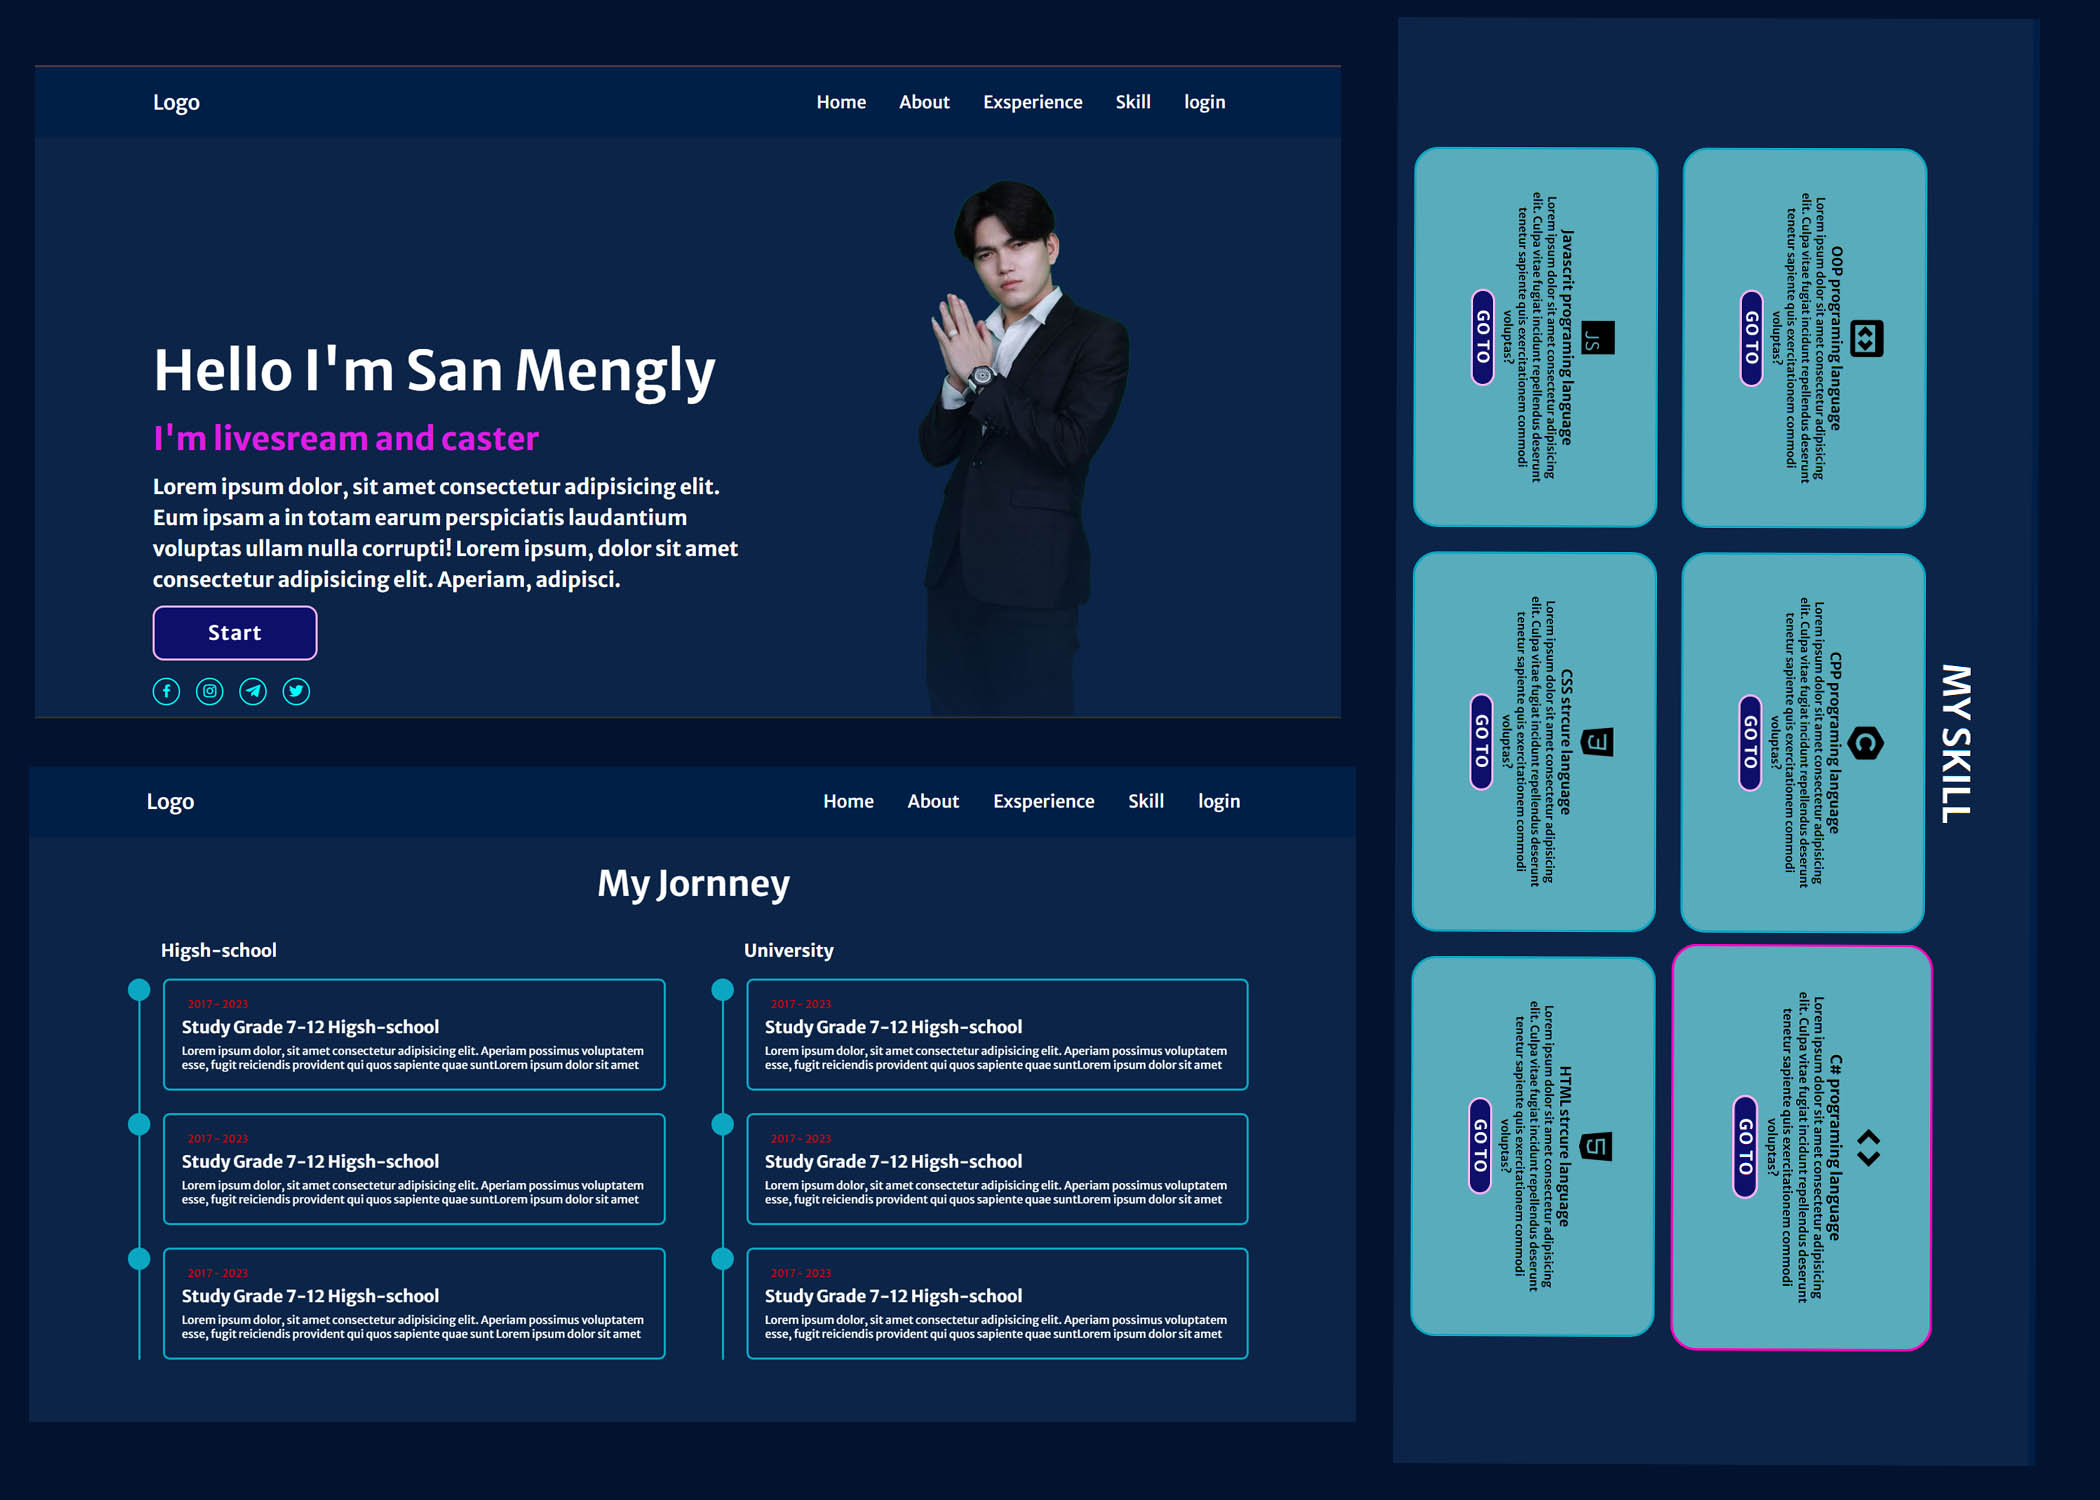 Logo
Home About Exsperience Skill login
Hello I'm San Mengly
I'm livesream and caster
Lorem ipsum dolor, sit amet consectetur adipisicing elit.
Eum ipsam a in totam earum perspiciatis laudantium
voluptas ullam nulla corrupti! Lorem ipsum, dolor sit amet
consectetur adipisicing elit. Aperiam, adipisci.
Start
Logo
Home About Exsperience Skill login
My Jornney
Higsh-school
2017 - 2023
Study Grade 7-12 Higsh-school
Lorem ipsum dolor, sit amet consectetur adipisicing elit. Aperiam possimus voluptatem
esse, fugit reiciendis provident qui quos sapiente quae suntLorem ipsum dolor sit amet
2017 - 2023
Study Grade 7-12 Higsh-school
Lorem ipsum dolor, sit amet consectetur adipisicing elit. Aperiam possimus voluptatem
esse, fugit reiciendis provident qui quos sapiente quae suntLorem ipsum dolor sit amet
2017 - 2023
Study Grade 7-12 Higsh-school
Lorem ipsum dolor, sit amet consectetur adipisicing elit. Aperiam possimus voluptatem
esse, fugit reiciendis provident qui quos sapiente quae sunt Lorem ipsum dolor sit amet
University
2017 - 2023
Study Grade 7-12 Higsh-school
Lorem ipsum dolor, sit amet consectetur adipisicing elit. Aperiam possimus voluptatem
esse, fugit reiciendis provident qui quos sapiente quae suntLorem ipsum dolor sit amet
2017 - 2023
Study Grade 7-12 Higsh-school
Lorem ipsum dolor, sit amet consectetur adipisicing elit. Aperiam possimus voluptatem
esse, fugit reiciendis provident qui quos sapiente quae suntLorem ipsum dolor sit amet
2017 - 2023
Study Grade 7-12 Higsh-school
Lorem ipsum dolor, sit amet consectetur adipisicing elit. Aperiam possimus voluptatem
esse, fugit reiciendis provident qui quos sapiente quae suntLorem ipsum dolor sit amet
MY SKILL
OOP programing language
Lorem ipsum dolor sit amet consectetur adipisicing
elit. Culpa vitae fugiat incidunt repellendus deserunt
tenetur sapiente quis exercitationem commodi
voluptas?
GO TO
CPP programing language
Lorem ipsum dolor sit amet consectetur adipisicing
elit. Culpa vitae fugiat incidunt repellendus deserunt
tenetur sapiente quis exercitationem commodi
voluptas?
GO TO
C# programing language
Lorem ipsum dolor sit amet consectetur adipisicing
elit. Culpa vitae fugiat incidunt repellendus deserunt
tenetur sapiente quis exercitationem commodi
voluptas?
GO TO
JS
Javascrit programing language
Lorem ipsum dolor sit amet consectetur adipisicing
elit. Culpa vitae fugiat incidunt repellendus deserunt
tenetur sapiente quis exercitationem commodi
voluptas?
GO TO
CSS strcure language
Lorem ipsum dolor sit amet consectetur adipisicing
elit. Culpa vitae fugiat incidunt repellendus deserunt
tenetur sapiente quis exercitationem commodi
voluptas?
GO TO
HTML strcure language
Lorem ipsum dolor sit amet consectetur adipisicing
elit. Culpa vitae fugiat incidunt repellendus deserunt
tenetur sapiente quis exercitationem commodi
voluptas?
GO TO